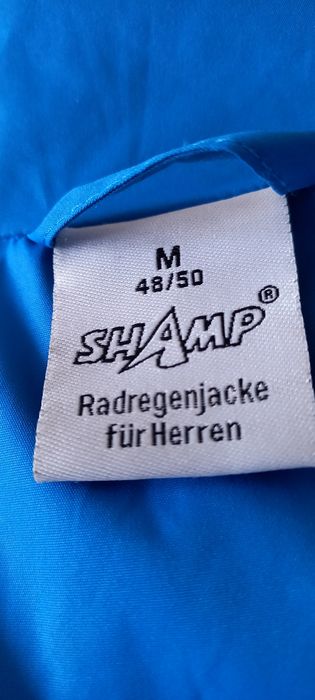 M
48/50
SHAMP®
Radregenjacke
für Herren